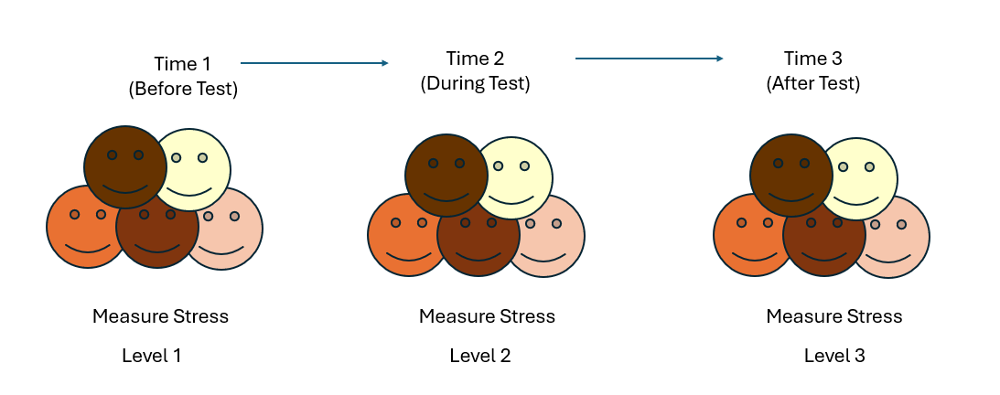 Time 1
(Before Test)
Time 2
(During Test)
Time 3
(After Test)
Measure Stress
Level 1
Measure Stress
Level 2
Measure Stress
Level 3